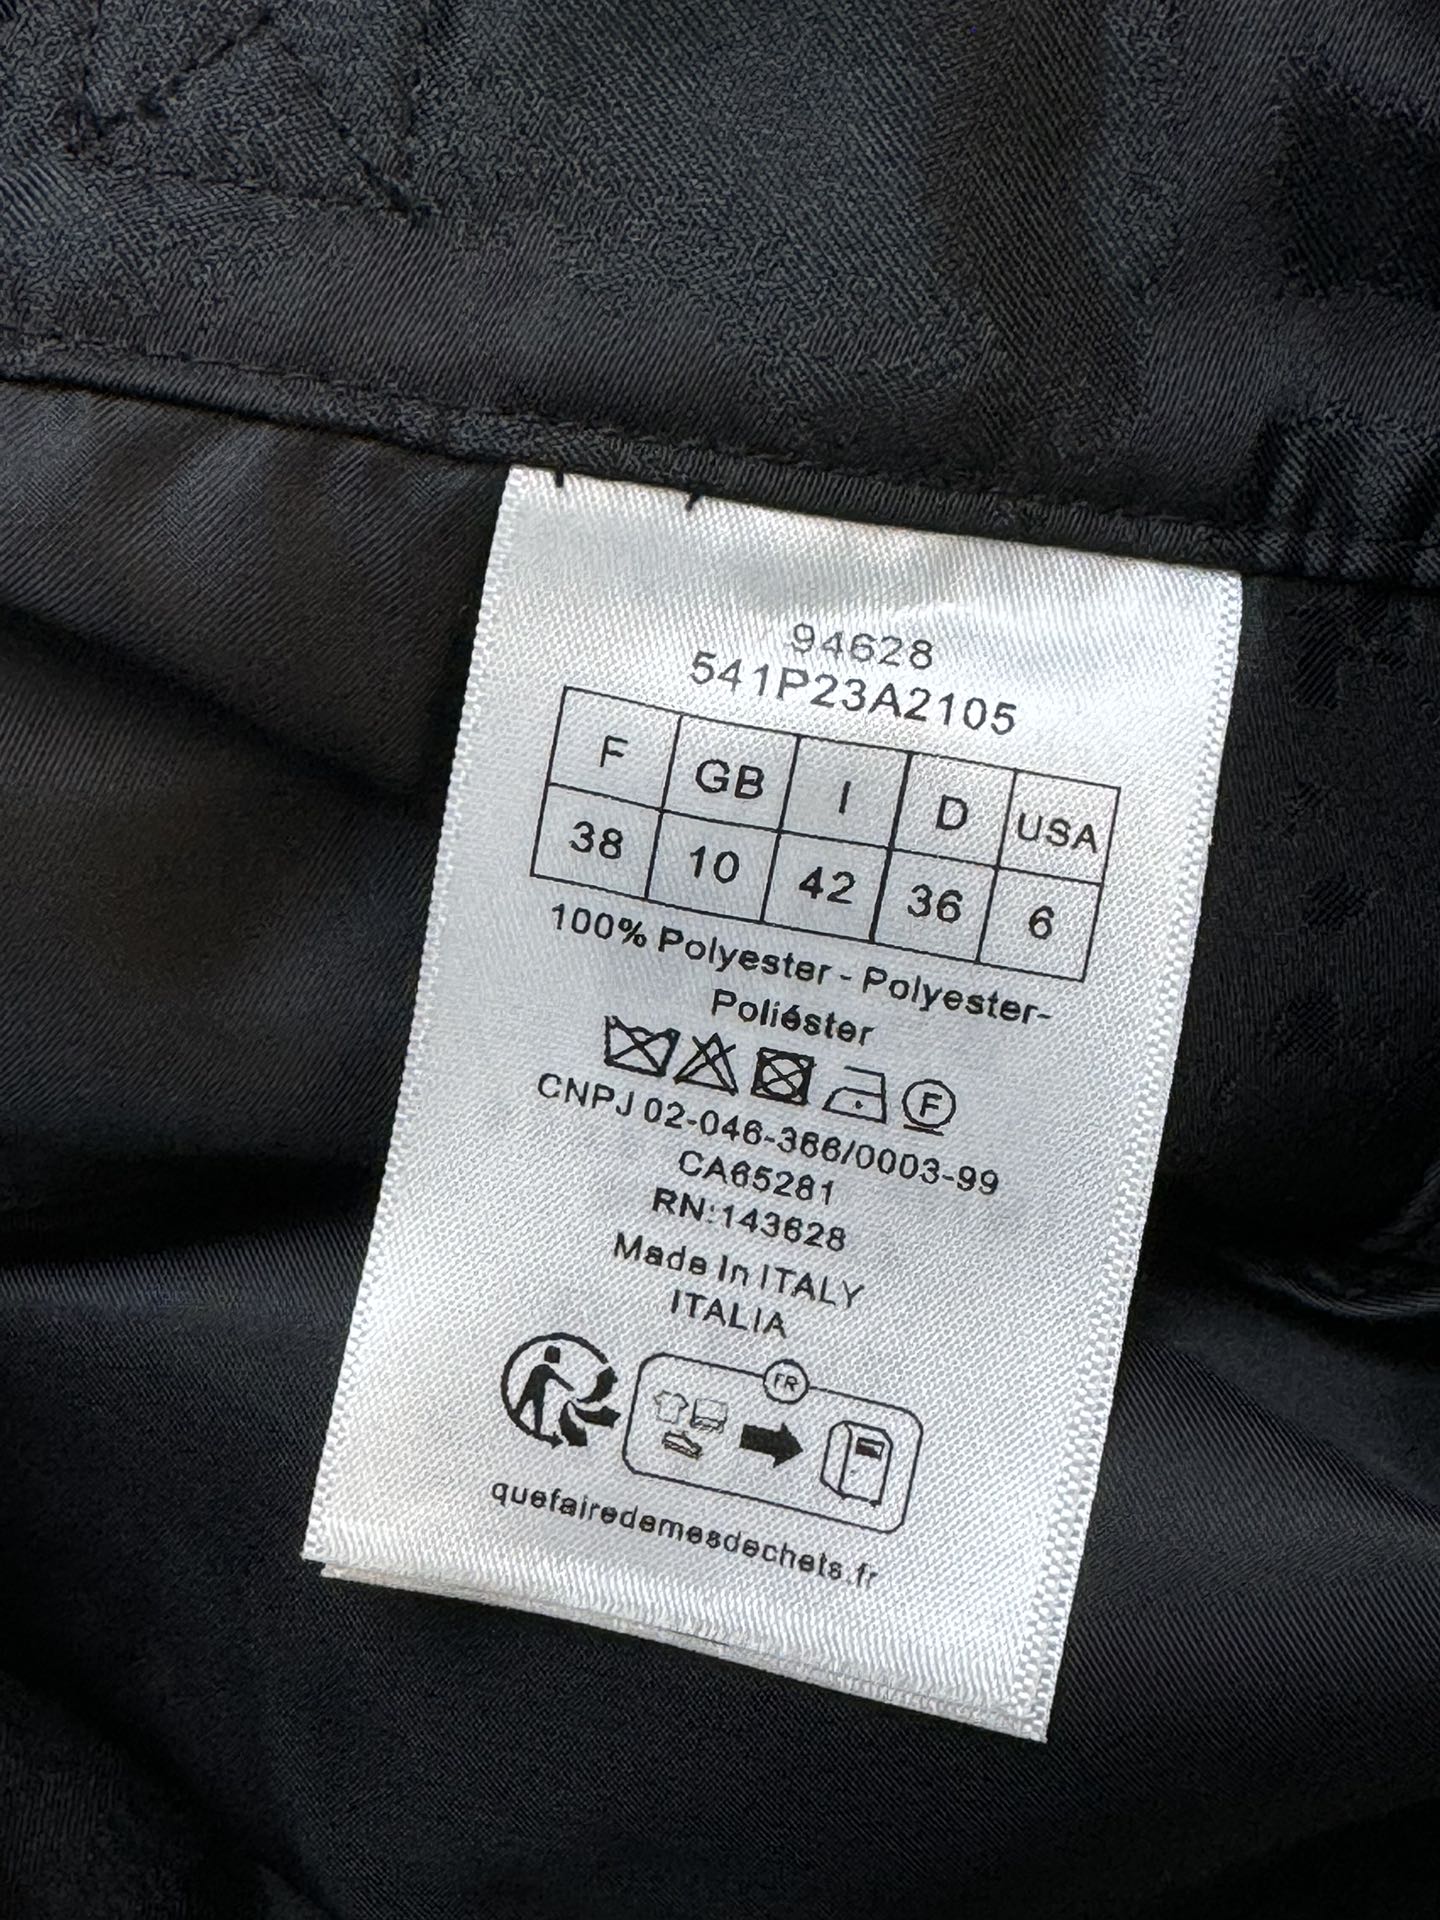 94628
541P23A2105
F GB I D USA
38 10 42 36 6
100% Polyester - Polyester-
Poliéster
F
CNPJ 02-046-366/0003-99
CA65281
RN:143628
Made In ITALY
ITALIA
FR
quefairedemesdechets.fr